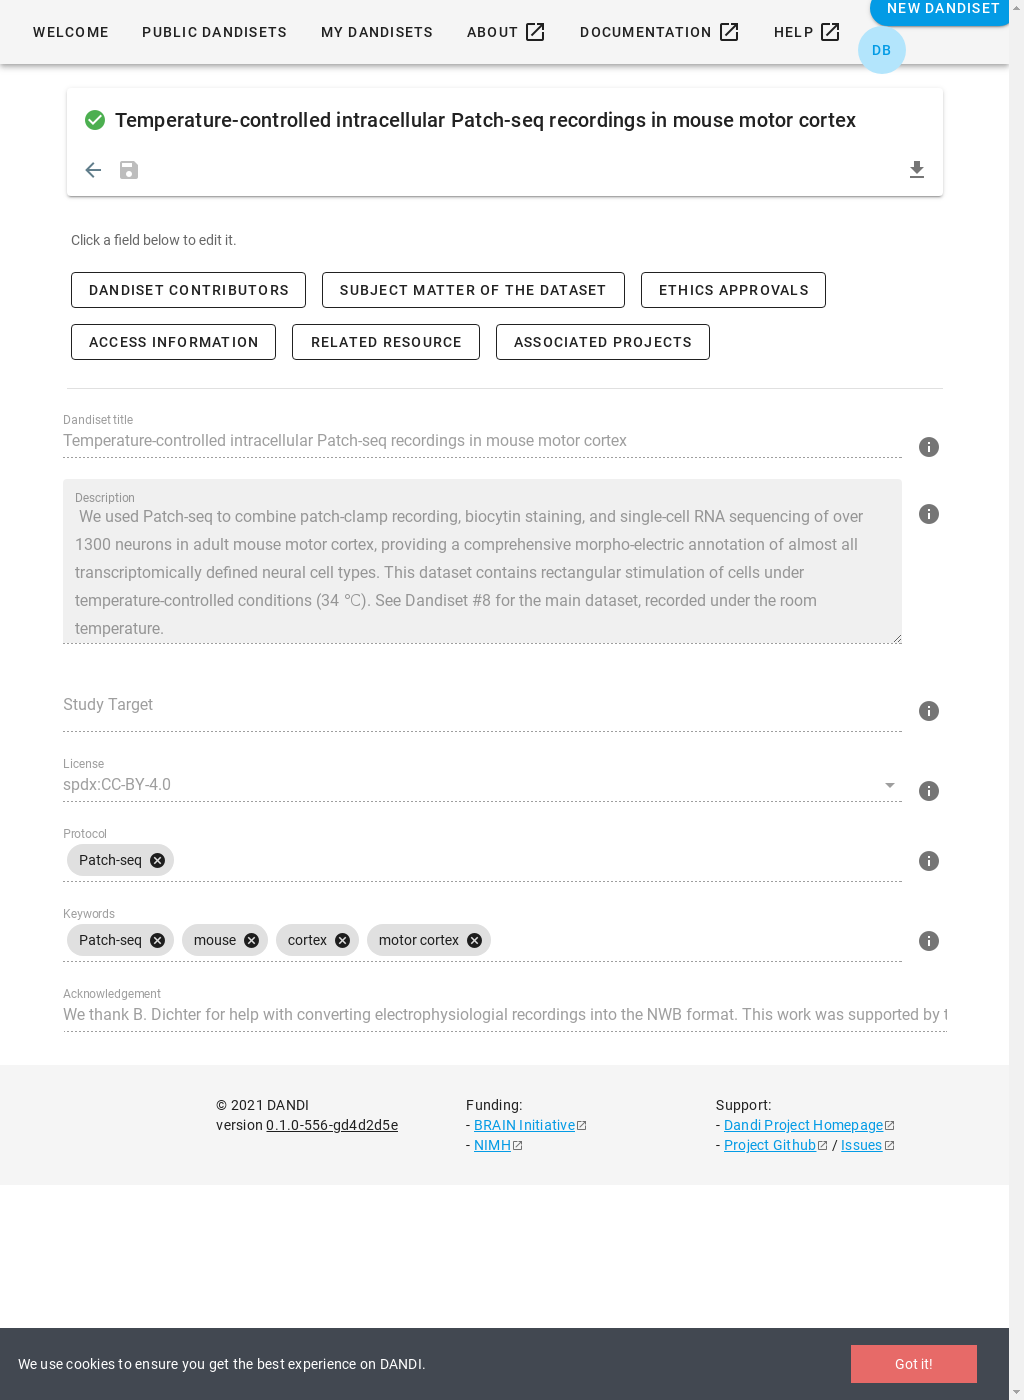 WELCOME PUBLIC DANDISETS MY DANDISETS ABOUT DOCUMENTATION HELP NEW DANDISET
DB
Temperature-controlled intracellular Patch-seq recordings in mouse motor cortex
Click a field below to edit it.
DANDISET CONTRIBUTORS SUBJECT MATTER OF THE DATASET ETHICS APPROVALS
ACCESS INFORMATION RELATED RESOURCE ASSOCIATED PROJECTS
Dandiset title
Temperature-controlled intracellular Patch-seq recordings in mouse motor cortex
Description
We used Patch-seq to combine patch-clamp recording, biocytin staining, and single-cell RNA sequencing of over
1300 neurons in adult mouse motor cortex, providing a comprehensive morpho-electric annotation of almost all
transcriptomically defined neural cell types. This dataset contains rectangular stimulation of cells under
temperature-controlled conditions (34 ℃). See Dandiset #8 for the main dataset, recorded under the room
temperature.
Study Target
License
spdx:CC-BY-4.0
Protocol
Patch-seq
Keywords
Patch-seq mouse cortex motor cortex
Acknowledgement
We thank B. Dichter for help with converting electrophysiologial recordings into the NWB format. This work was supported by t
© 2021 DANDI Funding: Support:
version 0.1.0-556-gd4d2d5e - BRAIN Initiative - Dandi Project Homepage
- NIMH - Project Github / Issues
We use cookies to ensure you get the best experience on DANDI. Got it!